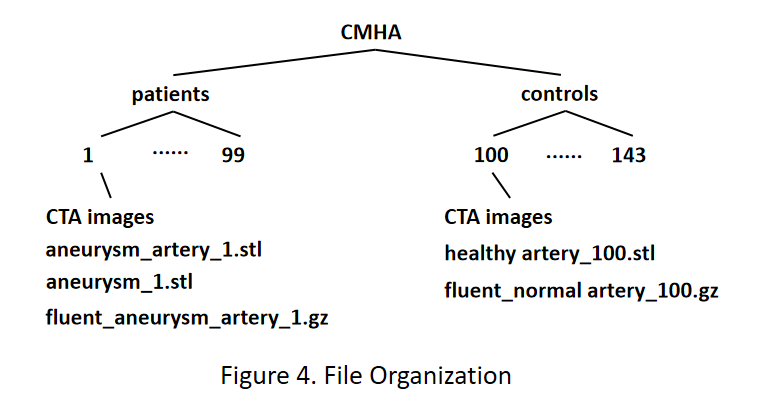 CMHA
patients
controls
1 ...... 99
100 ...... 143
CTA images
aneurysm_artery_1.stl
aneurysm_1.stl
fluent_aneurysm_artery_1.gz
CTA images
healthy artery_100.stl
fluent_normal artery_100.gz
Figure 4. File Organization